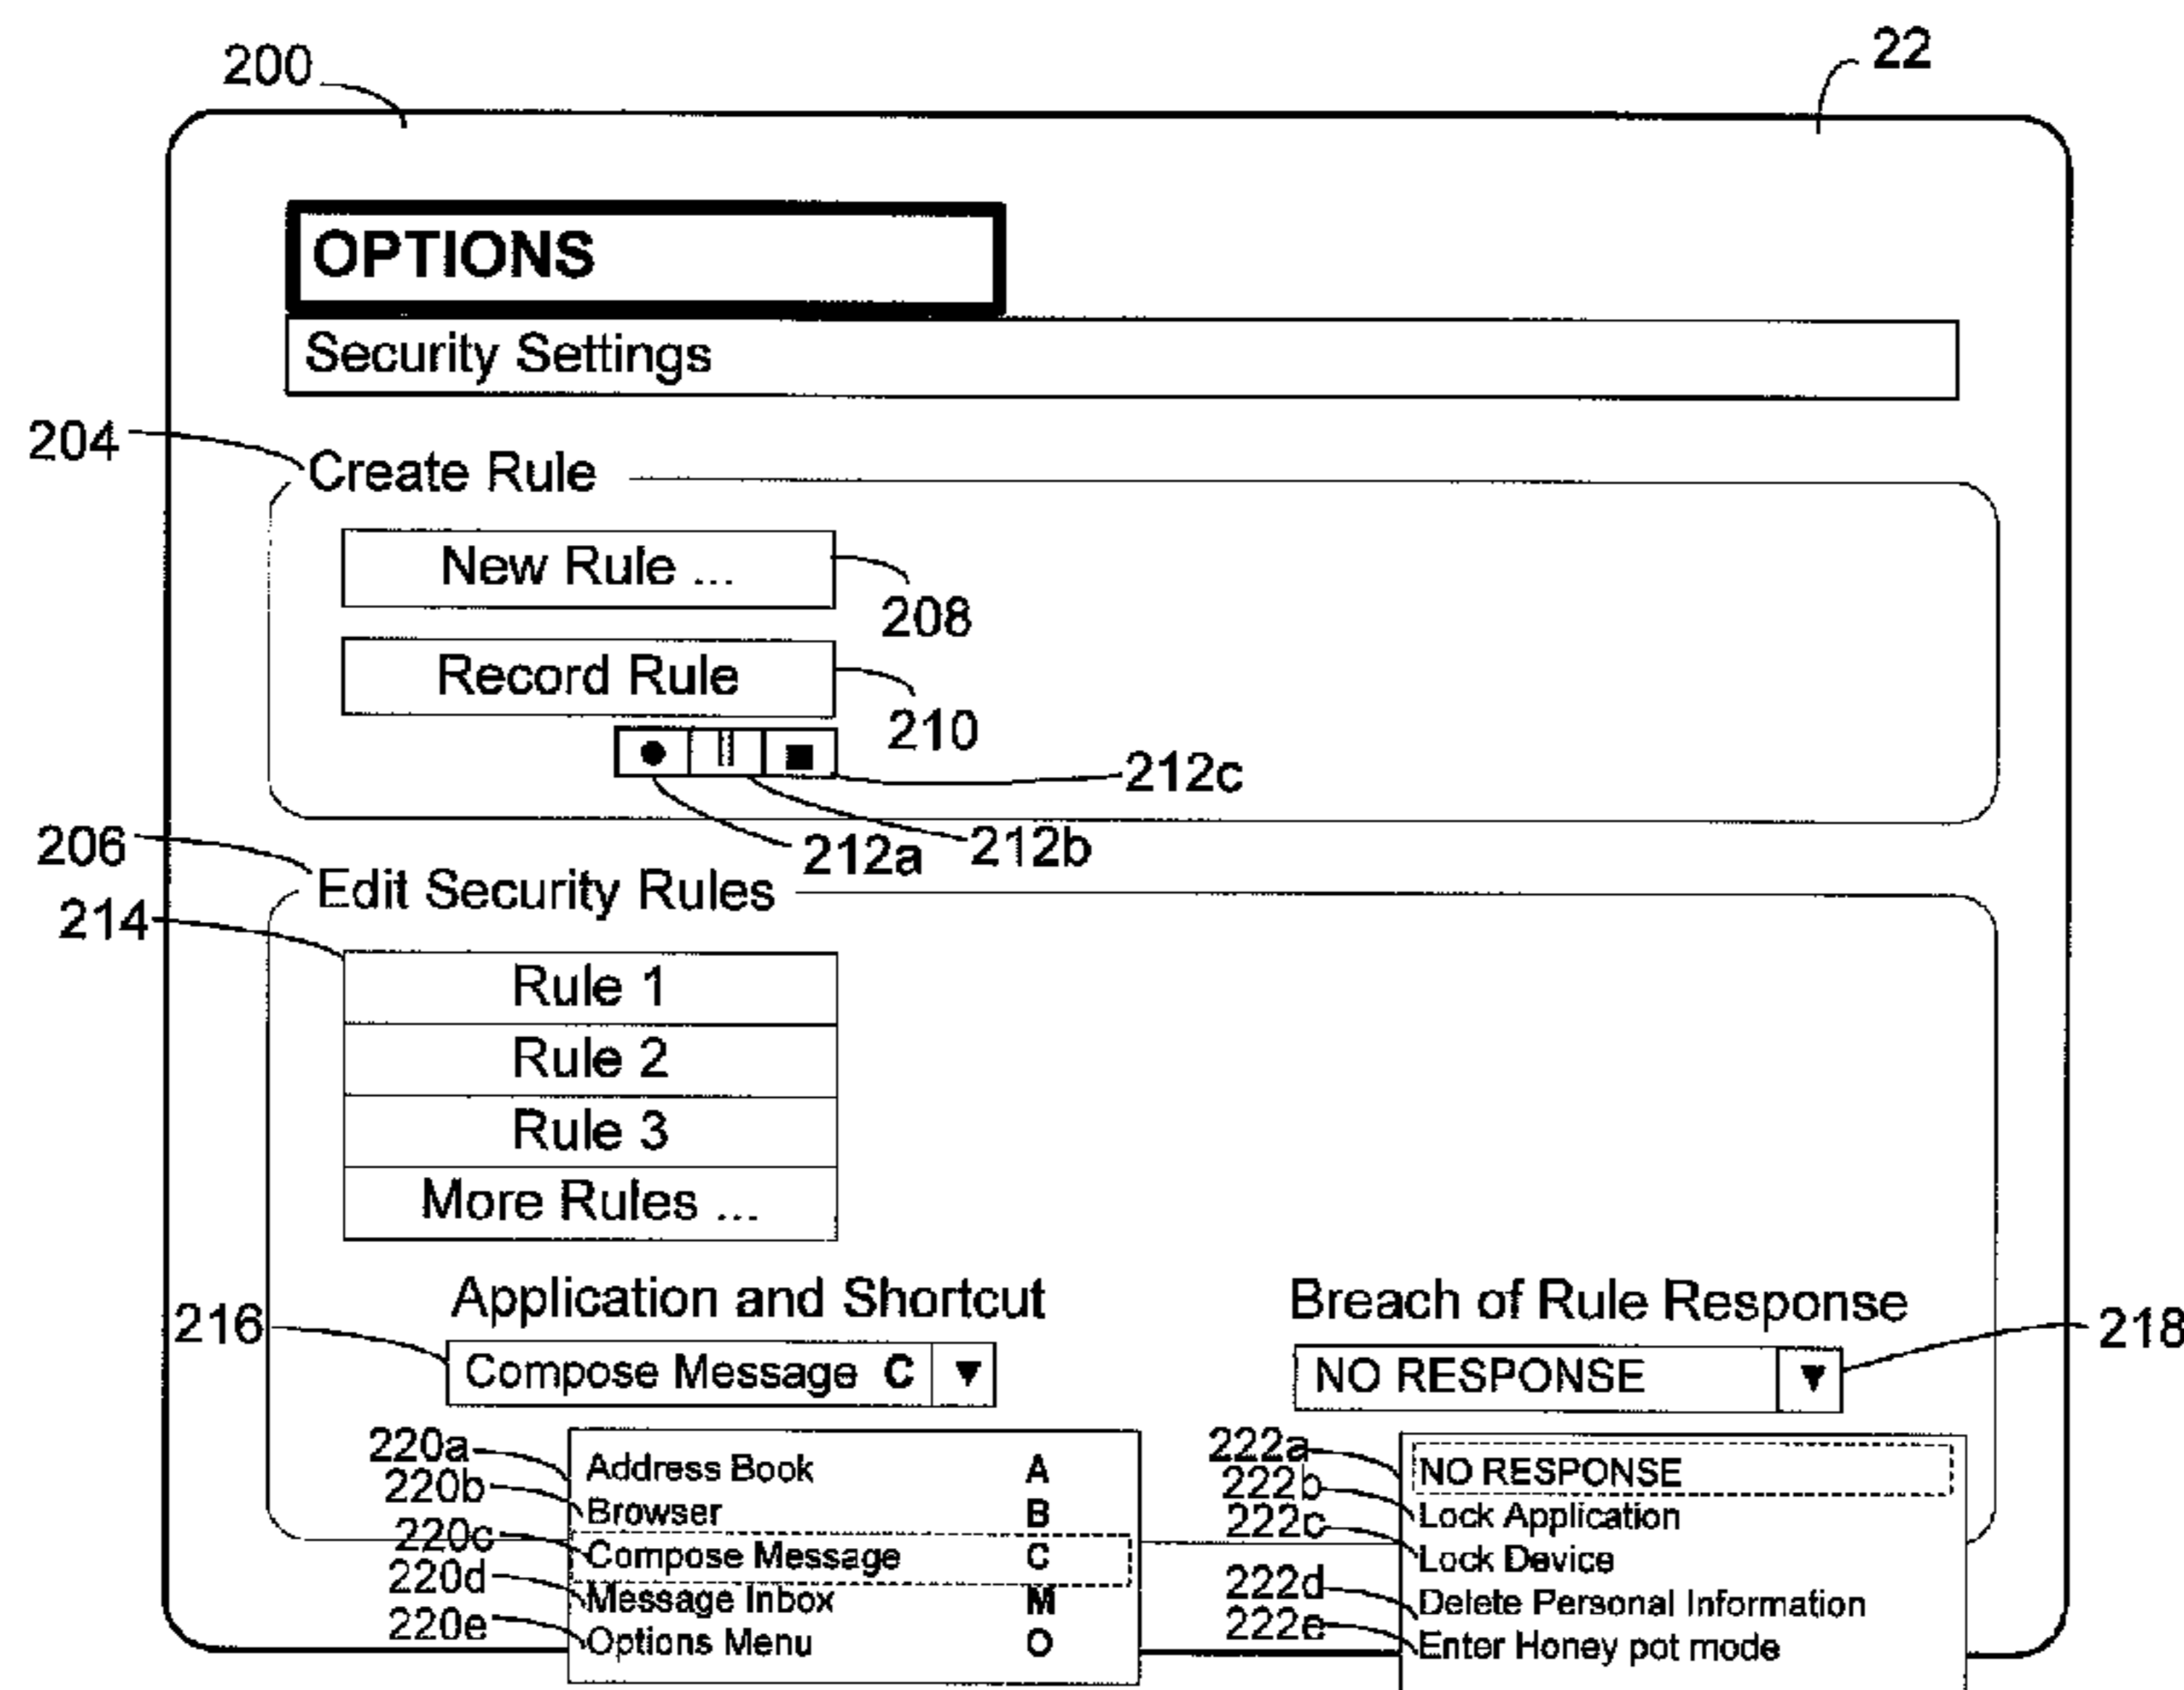 200
22
OPTIONS
Security Settings
204
Create Rule
New Rule ...
208
Record Rule
210
212c
212a
212b
206
Edit Security Rules
214
Rule 1
Rule 2
Rule 3
More Rules ...
Application and Shortcut
Breach of Rule Response
216
Compose Message C
NO RESPONSE
218
220a Address Book A
220b Browser B
220c Compose Message C
220d Message Inbox M
220e Options Menu O
222a NO RESPONSE
222b Lock Application
222c Lock Device
222d Delete Personal Information
222e Enter Honey pot mode